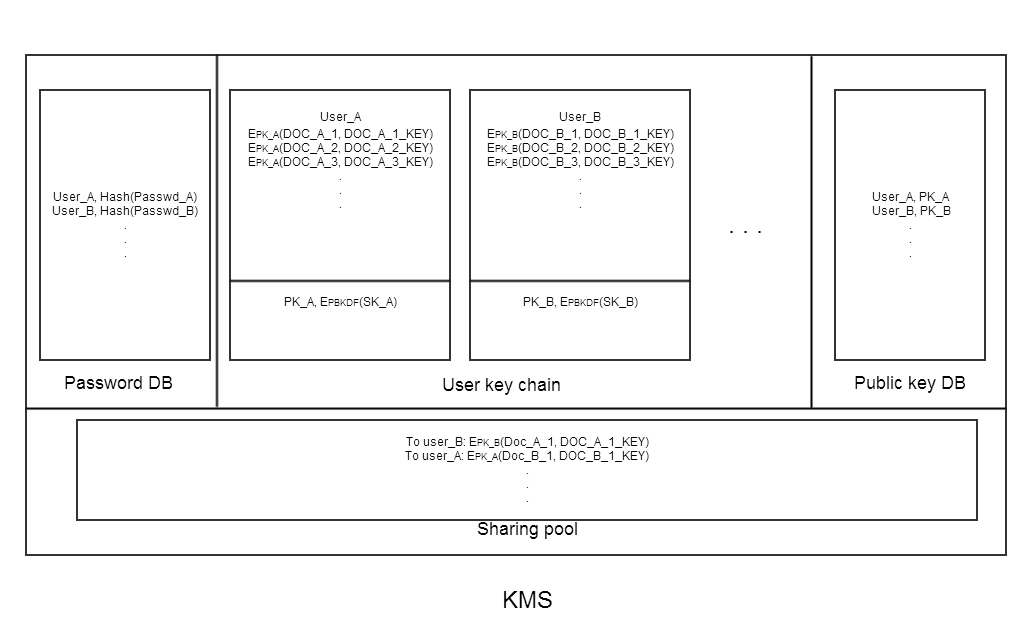 User_A, Hash(Passwd_A)
User_B, Hash(Passwd_B)
.
.
.
Password DB
User_A
EPK_A(DOC_A_1, DOC_A_1_KEY)
EPK_A(DOC_A_2, DOC_A_2_KEY)
EPK_A(DOC_A_3, DOC_A_3_KEY)
.
.
.
PK_A, EPBKDF(SK_A)
User_B
EPK_B(DOC_B_1, DOC_B_1_KEY)
EPK_B(DOC_B_2, DOC_B_2_KEY)
EPK_B(DOC_B_3, DOC_B_3_KEY)
.
.
.
PK_B, EPBKDF(SK_B)
. . .
User key chain
User_A, PK_A
User_B, PK_B
.
.
.
Public key DB
To user_B: EPK_B(Doc_A_1, DOC_A_1_KEY)
To user_A: EPK_A(Doc_B_1, DOC_B_1_KEY)
.
.
.
Sharing pool
KMS